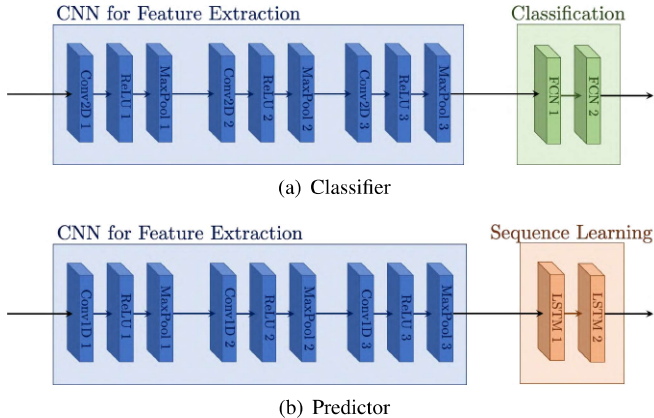 CNN for Feature Extraction
Classification
Conv2D 1
ReLU 1
MaxPool 1
Conv2D 2
ReLU 2
MaxPool 2
Conv2D 3
ReLU 3
MaxPool 3
FCN 1
FCN 2
(a) Classifier
CNN for Feature Extraction
Sequence Learning
Conv1D 1
ReLU 1
MaxPool 1
Conv1D 2
ReLU 2
MaxPool 2
Conv1D 3
ReLU 3
MaxPool 3
LSTM 1
LSTM 2
(b) Predictor